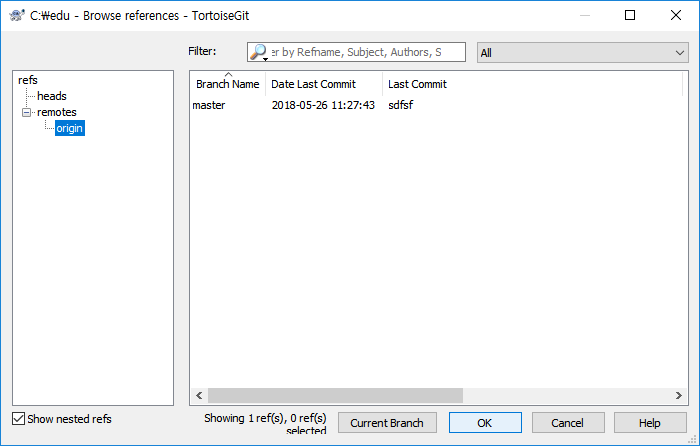 C:₩edu - Browse references - TortoiseGit
Filter:
er by Refname, Subject, Authors, S
All
refs
heads
remotes
origin
Branch Name Date Last Commit Last Commit
master 2018-05-26 11:27:43 sdfsf
Show nested refs
Showing 1 ref(s), 0 ref(s)
selected
Current Branch
OK
Cancel
Help